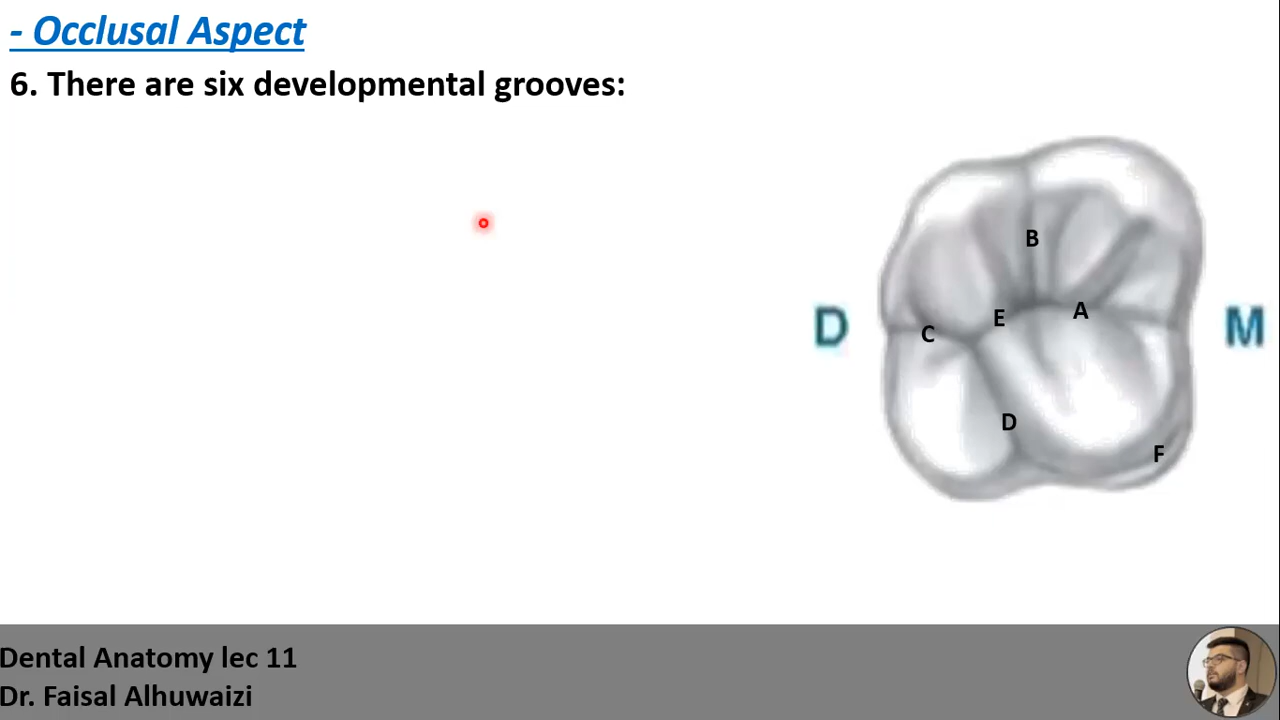 - Occlusal Aspect
6. There are six developmental grooves:
B
E
A
D
C
M
D
F
Dental Anatomy lec 11
Dr. Faisal Alhuwaizi